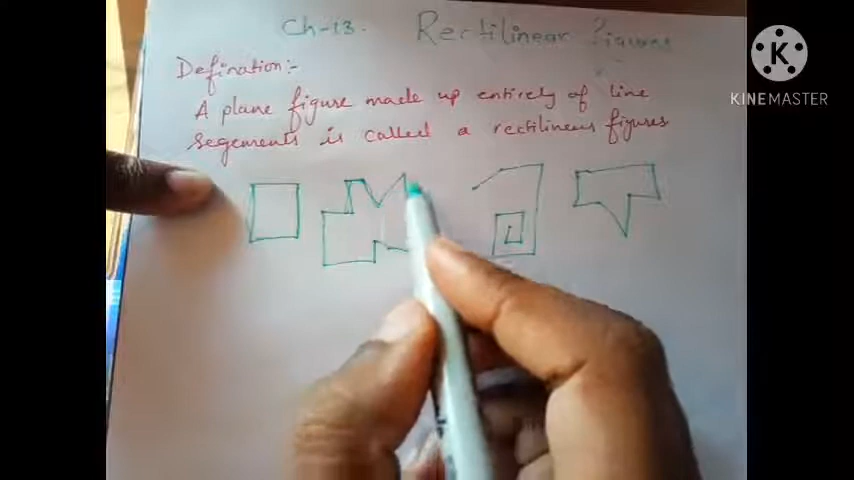 Ch-13. Rectilinear Figures
Defination:-
A plane figure made up entirely of line
segements is called a rectilinear figures
K
KINEMASTER